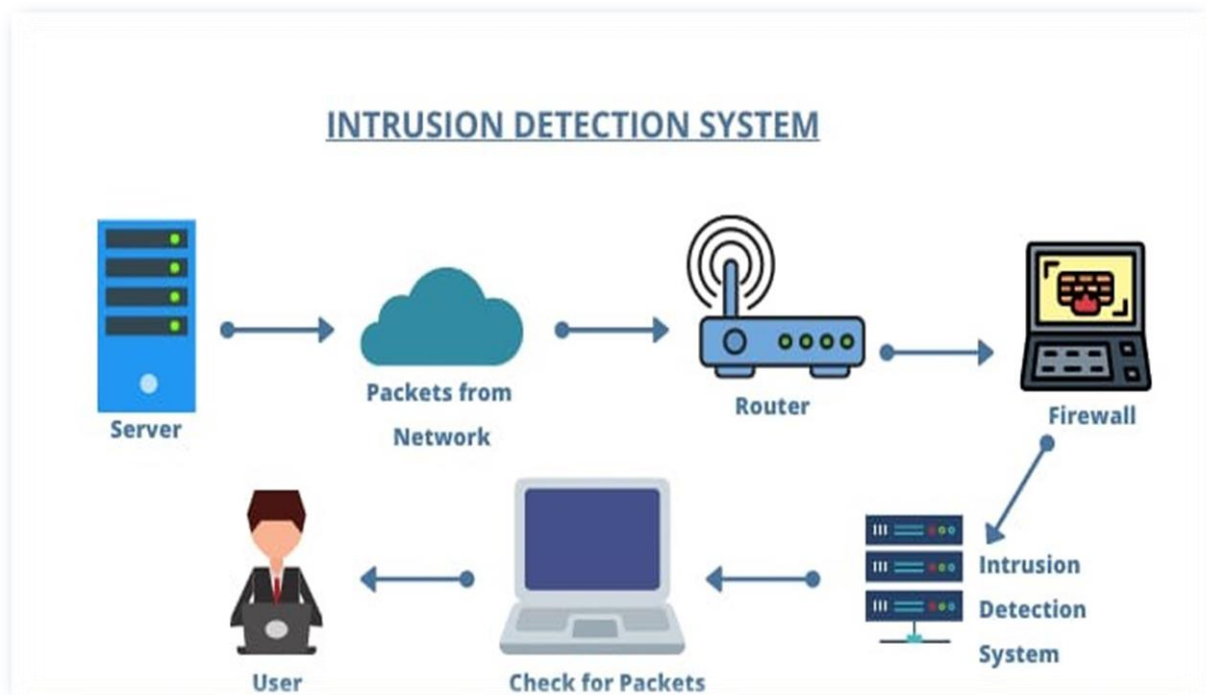 INTRUSION DETECTION SYSTEM
Server
Packets from
Network
Router
Firewall
User
Check for Packets
Intrusion
Detection
System